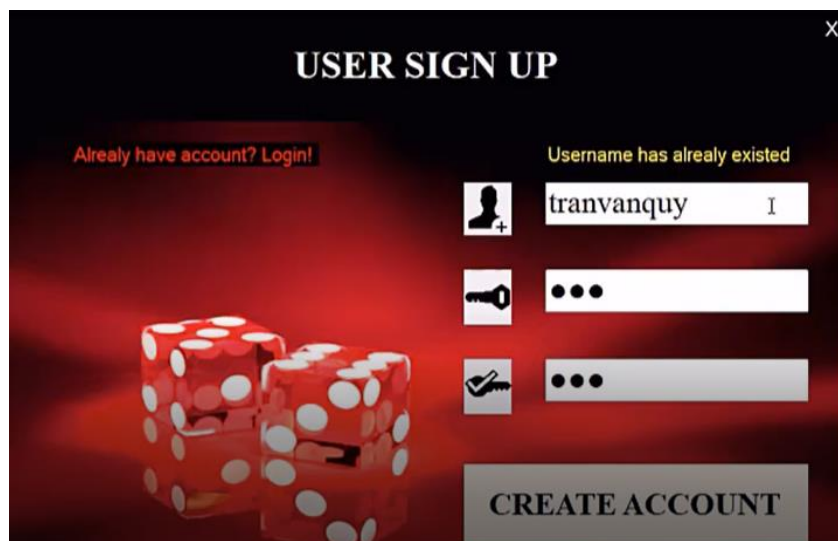 X
USER SIGN UP
Alrealy have account? Login!
Username has alrealy existed
tranvanquy
●●●
●●●
CREATE ACCOUNT